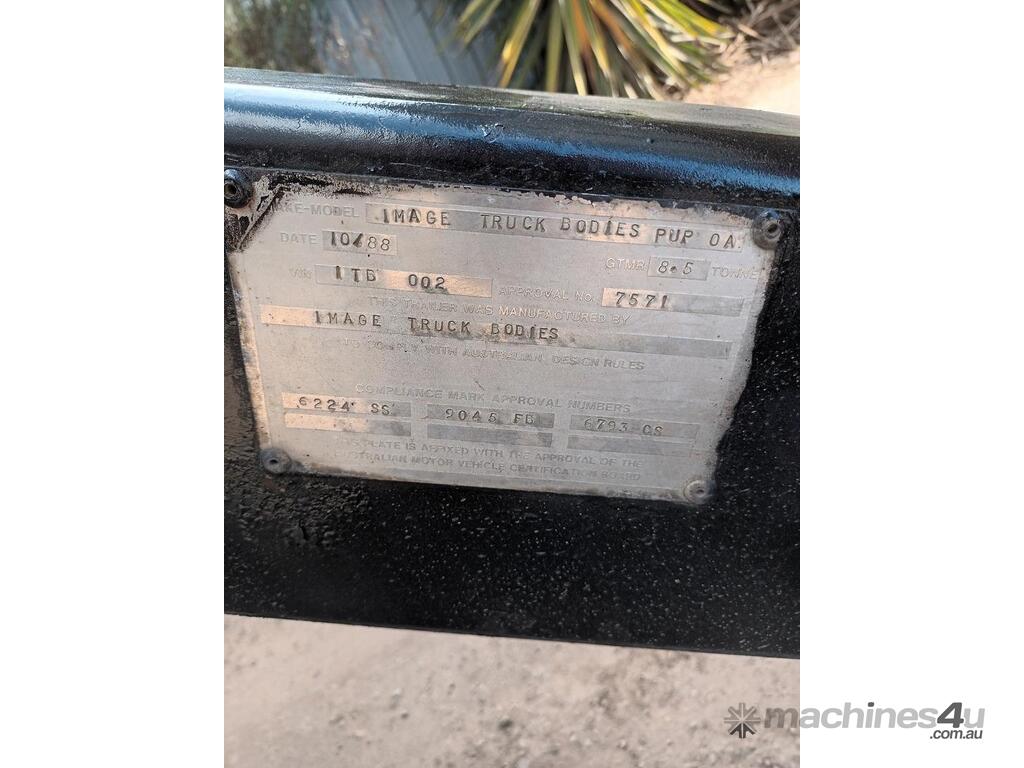 MAKE-MODEL IMAGE TRUCK BODIES PUP OA.
DATE 10/88 GTMR 8.5 TONNE
VIN ITB 002 APPROVAL NO. 7571
THIS TRAILER WAS MANUFACTURED BY
IMAGE TRUCK BODIES
TO COMPLY WITH AUSTRALIAN DESIGN RULES
COMPLIANCE MARK APPROVAL NUMBERS
6224 SS 9045 FB 6793 CS
THIS PLATE IS AFFIXED WITH THE APPROVAL OF THE
AUSTRALIAN MOTOR VEHICLE CERTIFICATION BOARD
machines4u
.com.au